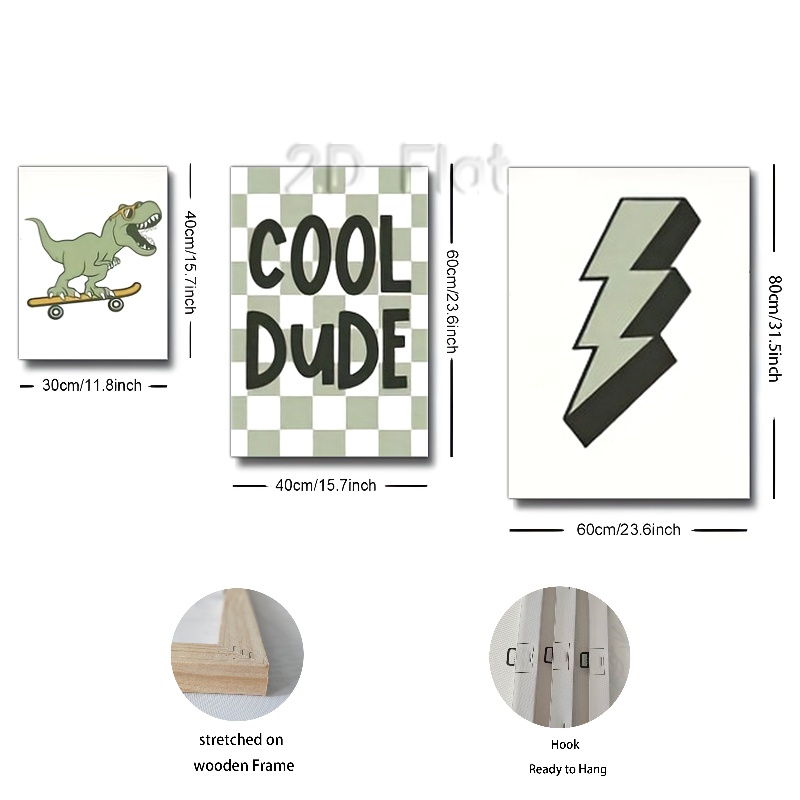 2D Flat
COOL
DUDE
40cm/15.7inch
60cm/23.6inch
80cm/31.5inch
30cm/11.8inch
40cm/15.7inch
60cm/23.6inch
stretched on
wooden Frame
Hook
Ready to Hang